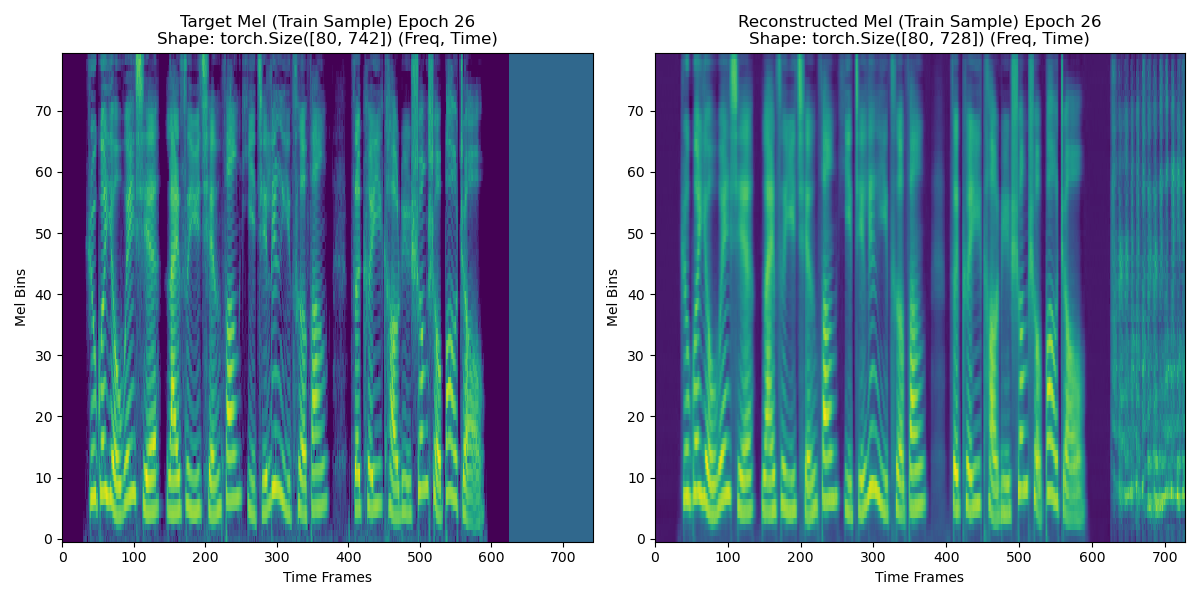 Target Mel (Train Sample) Epoch 26
Shape: torch.Size([80, 742]) (Freq, Time)
Mel Bins
70
60
50
40
30
20
10
0
0 100 200 300 400 500 600 700
Time Frames
Reconstructed Mel (Train Sample) Epoch 26
Shape: torch.Size([80, 728]) (Freq, Time)
Mel Bins
70
60
50
40
30
20
10
0
0 100 200 300 400 500 600 700
Time Frames